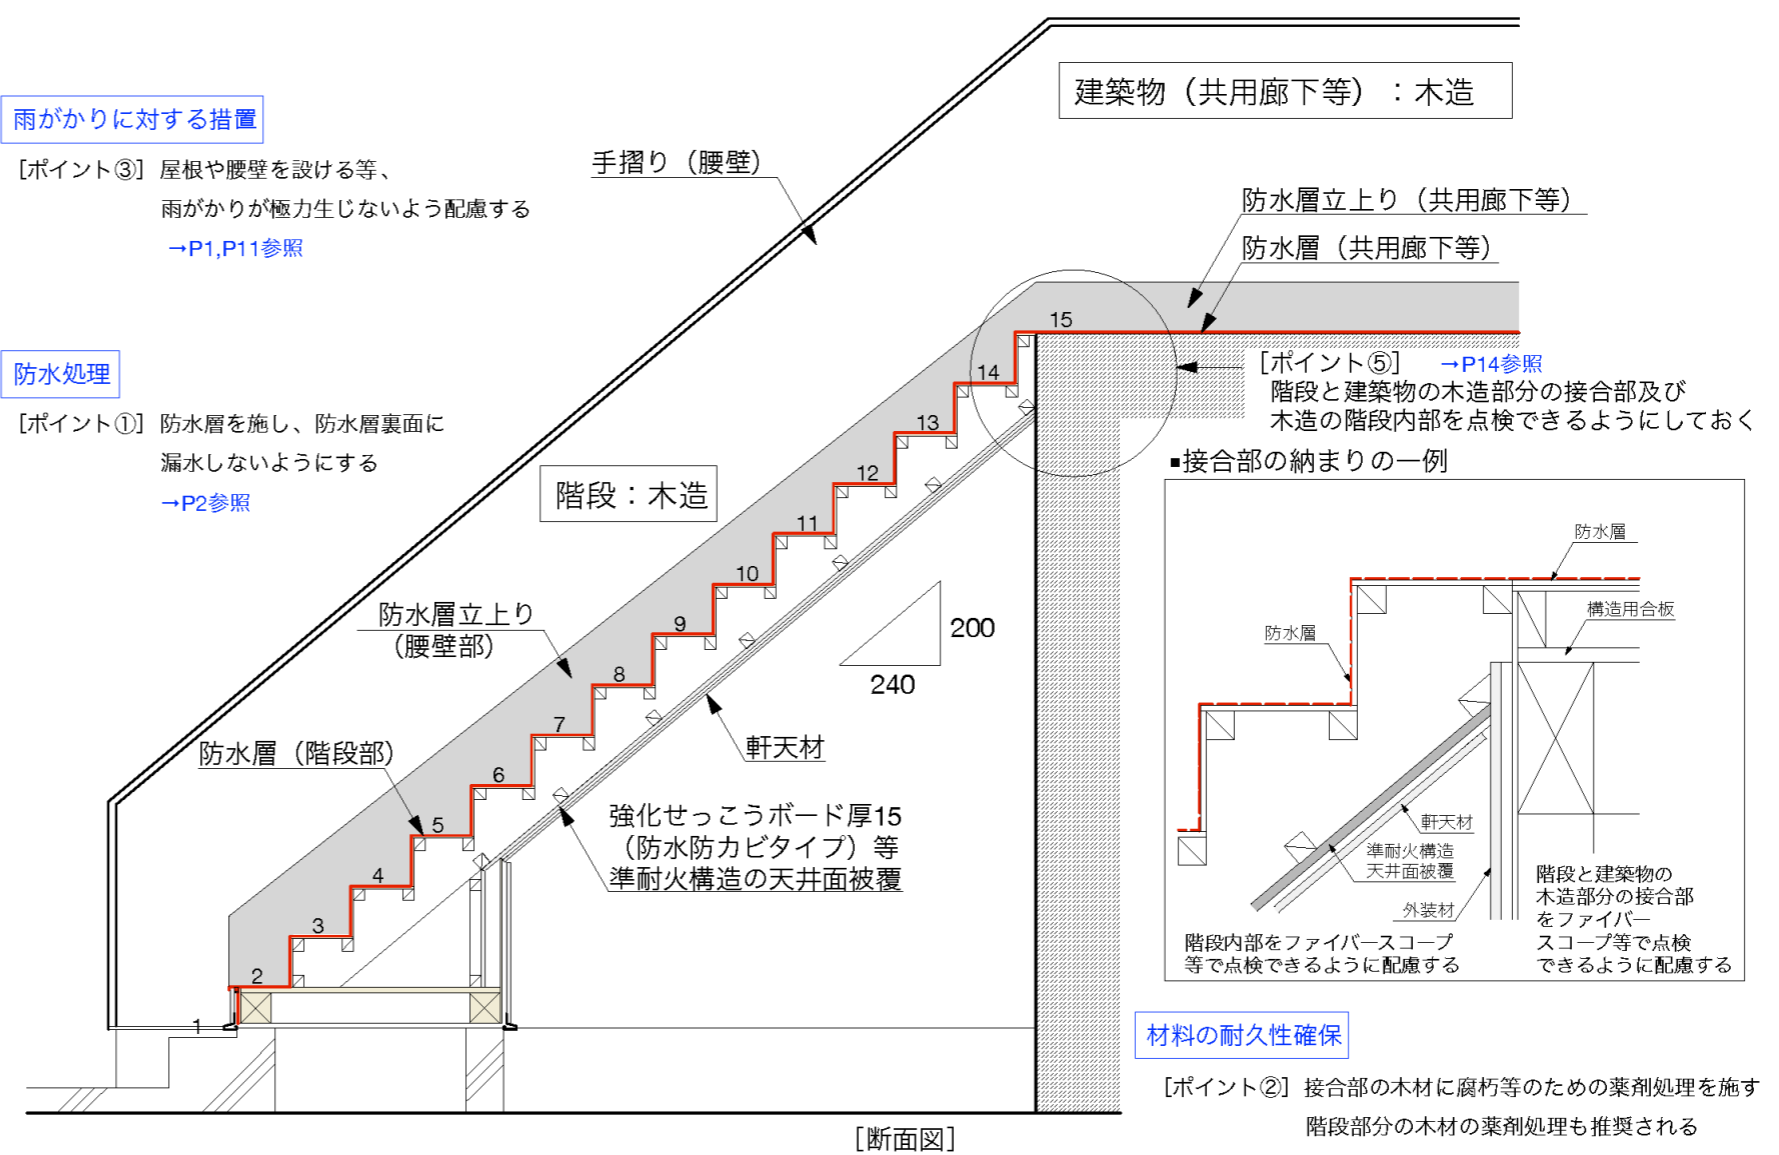 建築物（共用廊下等）：木造
雨がかりに対する措置
［ポイント③］屋根や腰壁を設ける等、
雨がかりが極力生じないよう配慮する
→P1,P11参照
手摺り（腰壁）
防水層立上り（共用廊下等）
防水層（共用廊下等）
防水処理
［ポイント①］防水層を施し、防水層裏面に
漏水しないようにする
→P2参照
階段：木造
［ポイント⑤］ →P14参照
階段と建築物の木造部分の接合部及び
木造の階段内部を点検できるようにしておく
■接合部の納まりの一例
防水層
構造用合板
防水層
軒天材
準耐火構造
天井面被覆
外装材
階段内部をファイバースコープ
等で点検できるように配慮する
階段と建築物の
木造部分の接合部
をファイバー
スコープ等で点検
できるように配慮する
15
14
13
12
11
10
9
8
7
6
5
4
3
2
1
200
240
防水層立上り
（腰壁部）
防水層（階段部）
軒天材
強化せっこうボード厚15
（防水防カビタイプ）等
準耐火構造の天井面被覆
材料の耐久性確保
［ポイント②］接合部の木材に腐朽等のための薬剤処理を施す
階段部分の木材の薬剤処理も推奨される
［断面図］